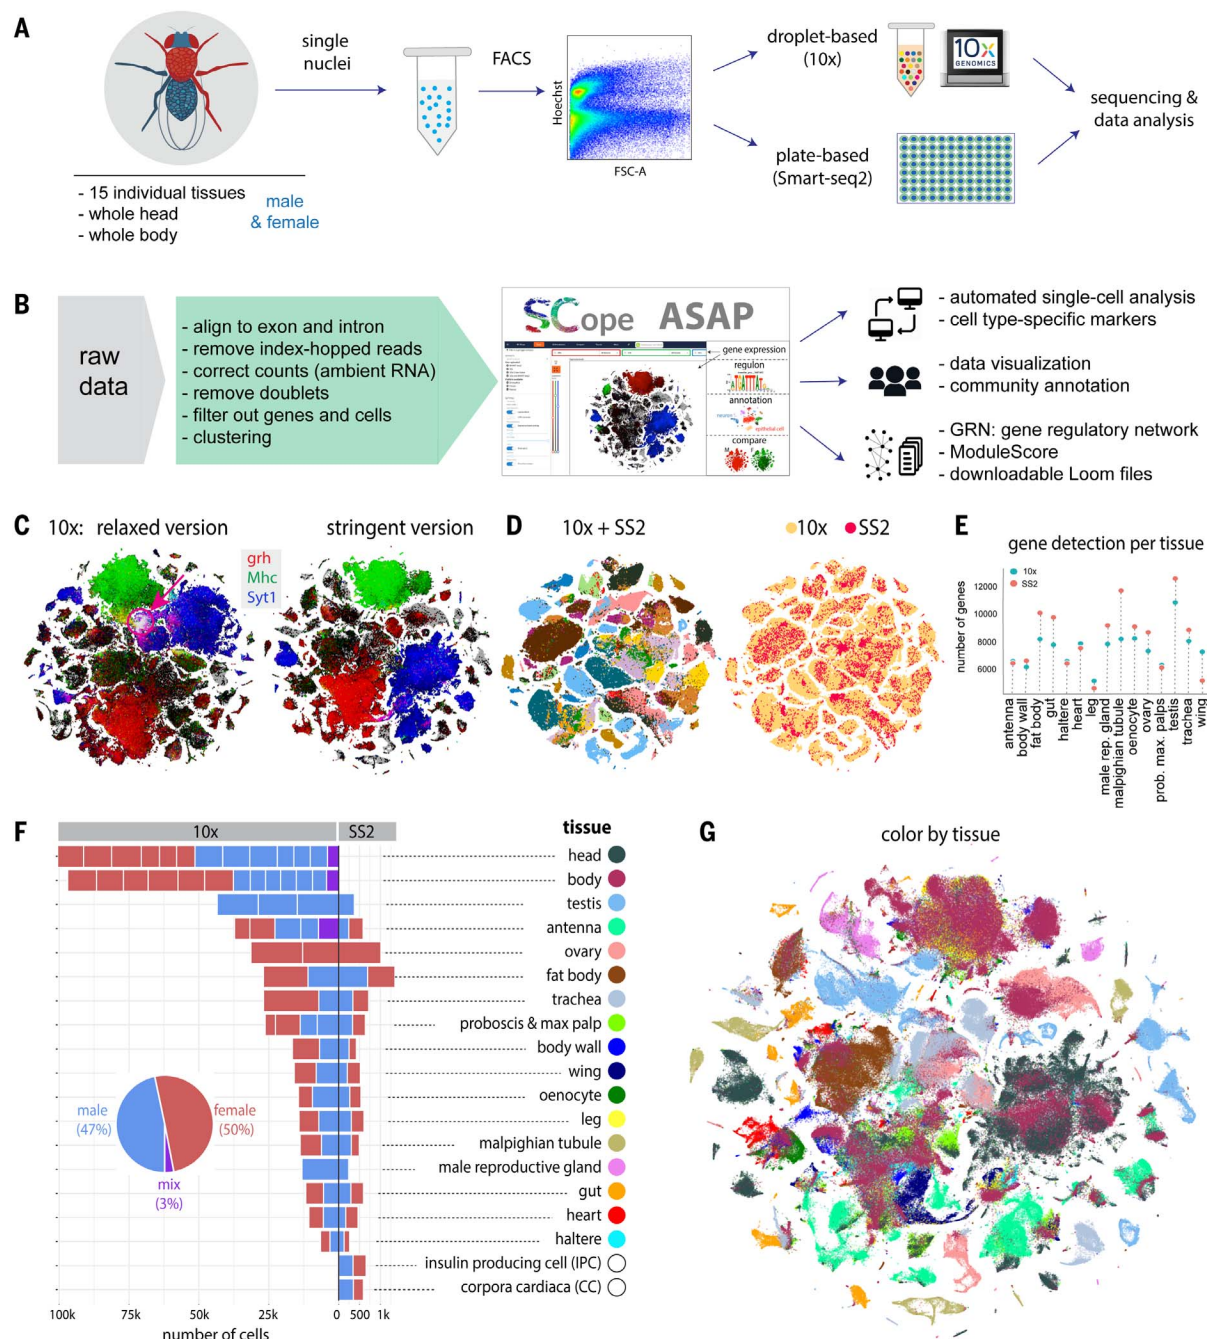 A
single
nuclei
FACS
Hoechst
FSC-A
droplet-based
(10x)
10x
GENOMICS
plate-based
(Smart-seq2)
sequencing &
data analysis
- 15 individual tissues
- whole head
- whole body
male
& female
B
raw
data
- align to exon and intron
- remove index-hopped reads
- correct counts (ambient RNA)
- remove doublets
- filter out genes and cells
- clustering
SCope ASAP
gene expression
regulon
annotation
neuron
epithelial cell
compare
M
F
- automated single-cell analysis
- cell type-specific markers
- data visualization
- community annotation
- GRN: gene regulatory network
- ModuleScore
- downloadable Loom files
C
10x: relaxed version
stringent version
grh
Mhc
Syt1
D
10x + SS2
10x SS2
E
gene detection per tissue
10x
SS2
number of genes
12000
10000
8000
6000
antenna
body wall
fat body
gut
haltere
heart
leg
male rep. gland
malpighian tubule
oenocyte
ovary
prob. max. palps
testis
trachea
wing
F
10x SS2
tissue
head
body
testis
antenna
ovary
fat body
trachea
proboscis & max palp
body wall
wing
oenocyte
leg
malpighian tubule
male reproductive gland
gut
heart
haltere
insulin producing cell (IPC)
corpora cardiaca (CC)
male
(47%)
female
(50%)
mix
(3%)
100k 75k 50k 25k 0 500 1k
number of cells
G
color by tissue